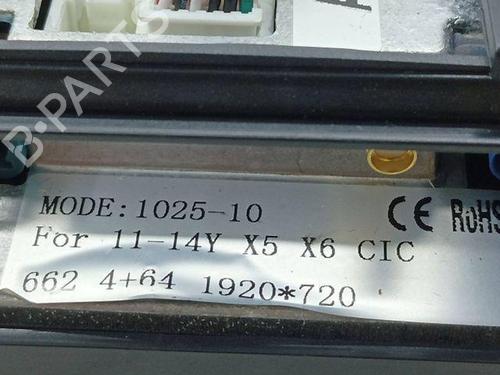 B-PARTS
MODE:1025-10 CE RoHS
For 11-14Y X5 X6 CIC
662 4+64 1920*720